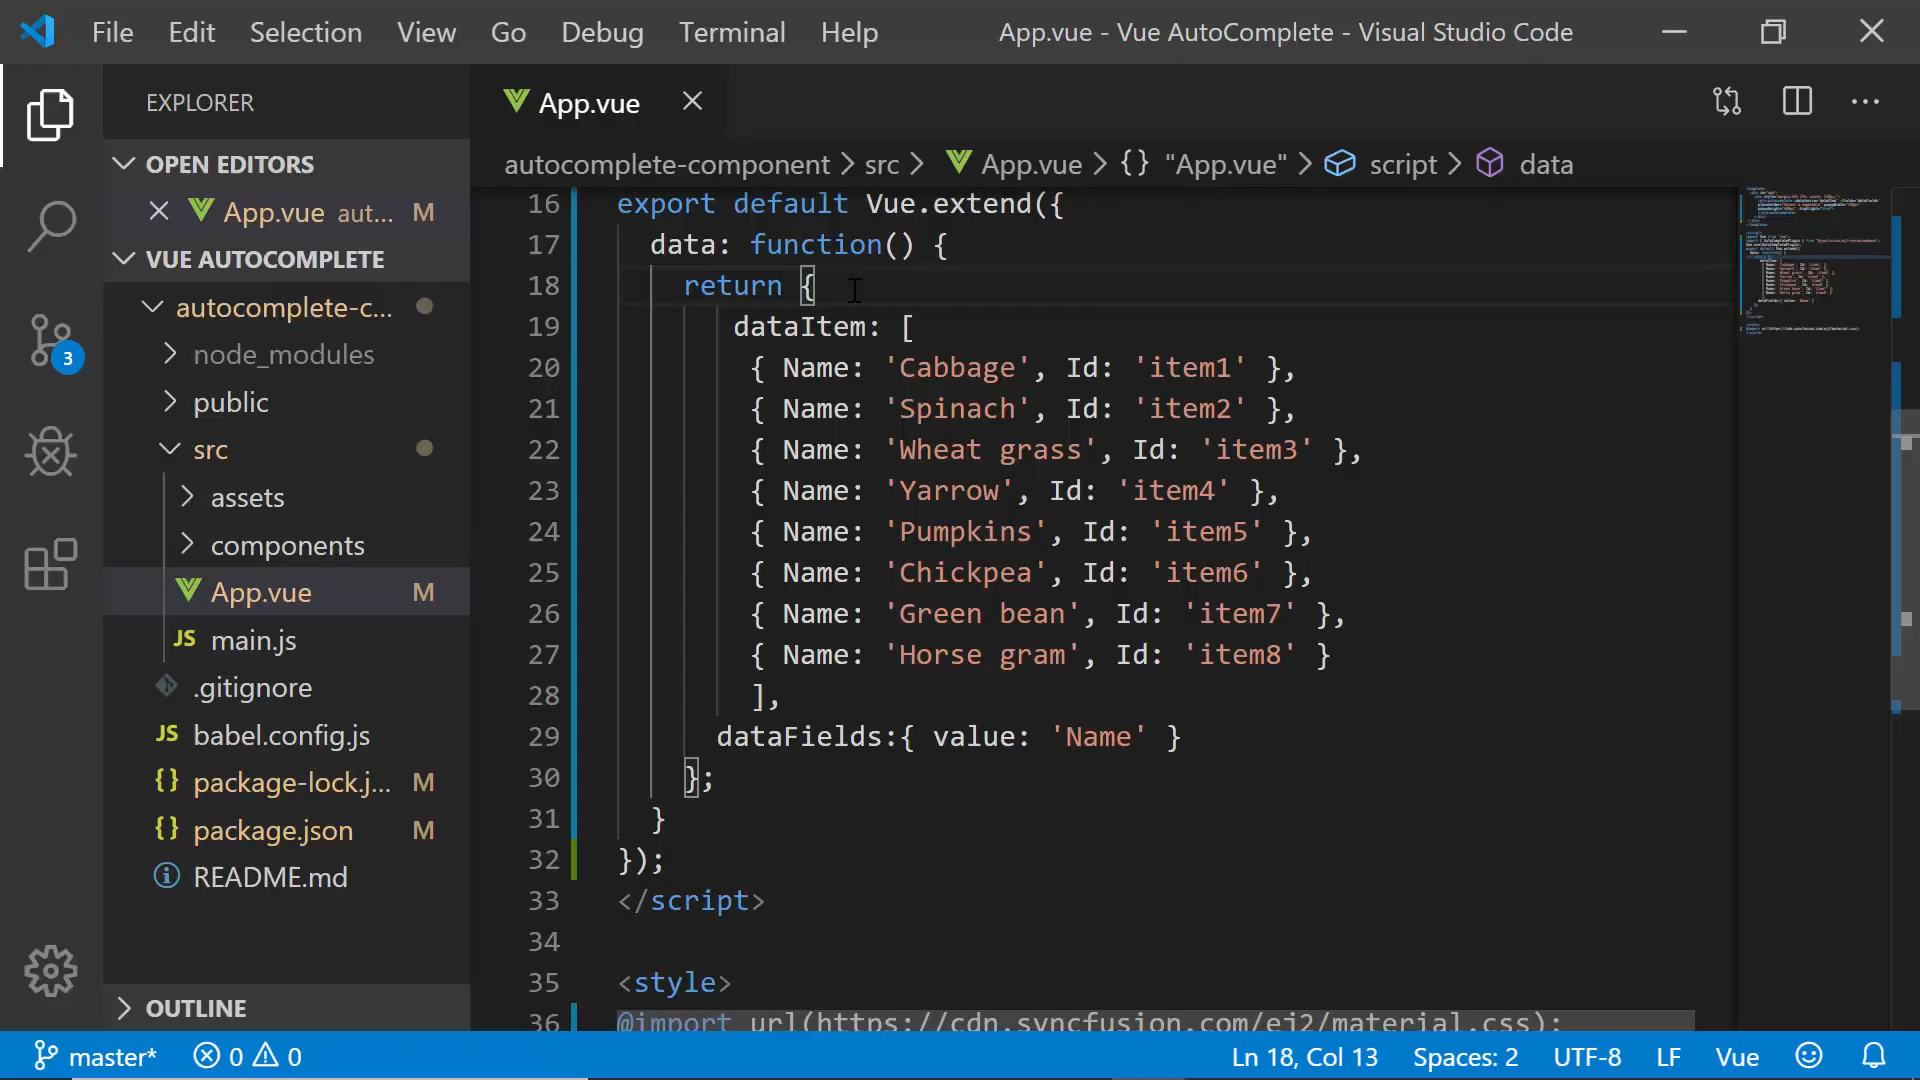 File Edit Selection View Go Debug Terminal Help App.vue - Vue AutoComplete - Visual Studio Code
EXPLORER
App.vue
OPEN EDITORS
App.vue aut... M
VUE AUTOCOMPLETE
autocomplete-c...
node_modules
public
src
assets
components
App.vue M
JS main.js
.gitignore
JS babel.config.js
{} package-lock.j... M
{} package.json M
README.md
OUTLINE
3
autocomplete-component > src > App.vue > {} "App.vue" > script > data
16 export default Vue.extend({
17 data: function() {
18 return {
19 dataItem: [
20 { Name: 'Cabbage', Id: 'item1' },
21 { Name: 'Spinach', Id: 'item2' },
22 { Name: 'Wheat grass', Id: 'item3' },
23 { Name: 'Yarrow', Id: 'item4' },
24 { Name: 'Pumpkins', Id: 'item5' },
25 { Name: 'Chickpea', Id: 'item6' },
26 { Name: 'Green bean', Id: 'item7' },
27 { Name: 'Horse gram', Id: 'item8' }
28 ],
29 dataFields:{ value: 'Name' }
30 };
31 }
32 });
33 </script>
34
35 <style>
36 @import url(https://cdn.syncfusion.com/ej2/material.css);
master* 0 0 Ln 18, Col 13 Spaces: 2 UTF-8 LF Vue